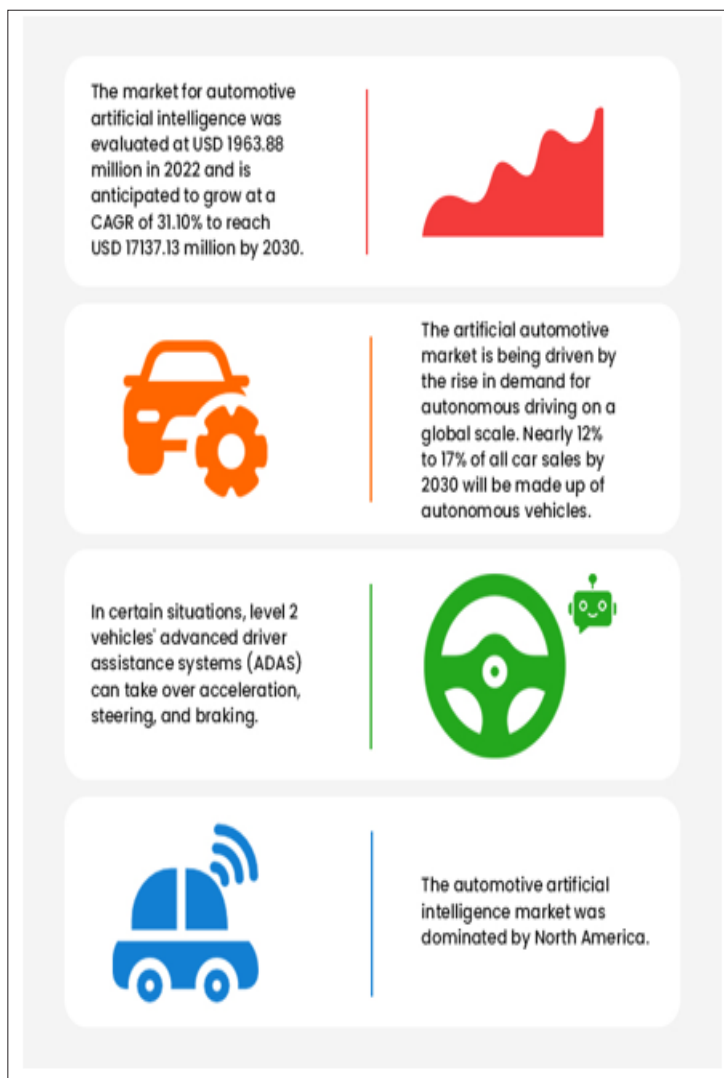 The market for automotive
artificial intelligence was
evaluated at USD 1963.88
million in 2022 and is
anticipated to grow at a
CAGR of 31.10% to reach
USD 17137.13 million by 2030.
The artificial automotive
market is being driven by
the rise in demand for
autonomous driving on a
global scale. Nearly 12%
to 17% of all car sales by
2030 will be made up of
autonomous vehicles.
In certain situations, level 2
vehicles' advanced driver
assistance systems (ADAS)
can take over acceleration,
steering, and braking.
The automotive artificial
intelligence market was
dominated by North America.